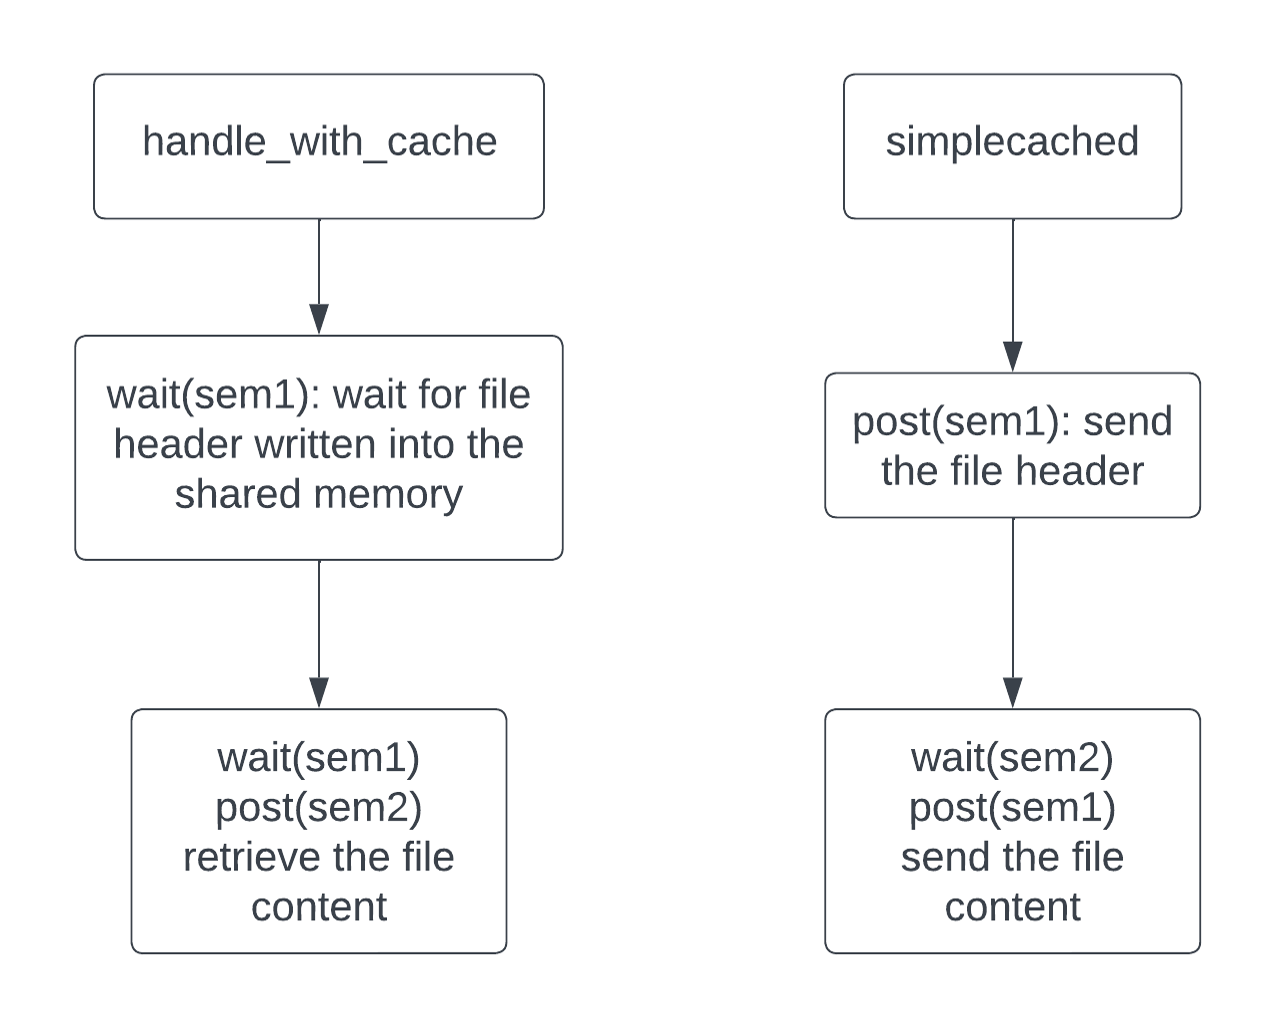 handle_with_cache
wait(sem1): wait for file
header written into the
shared memory
wait(sem1)
post(sem2)
retrieve the file
content
simplecached
post(sem1): send
the file header
wait(sem2)
post(sem1)
send the file
content